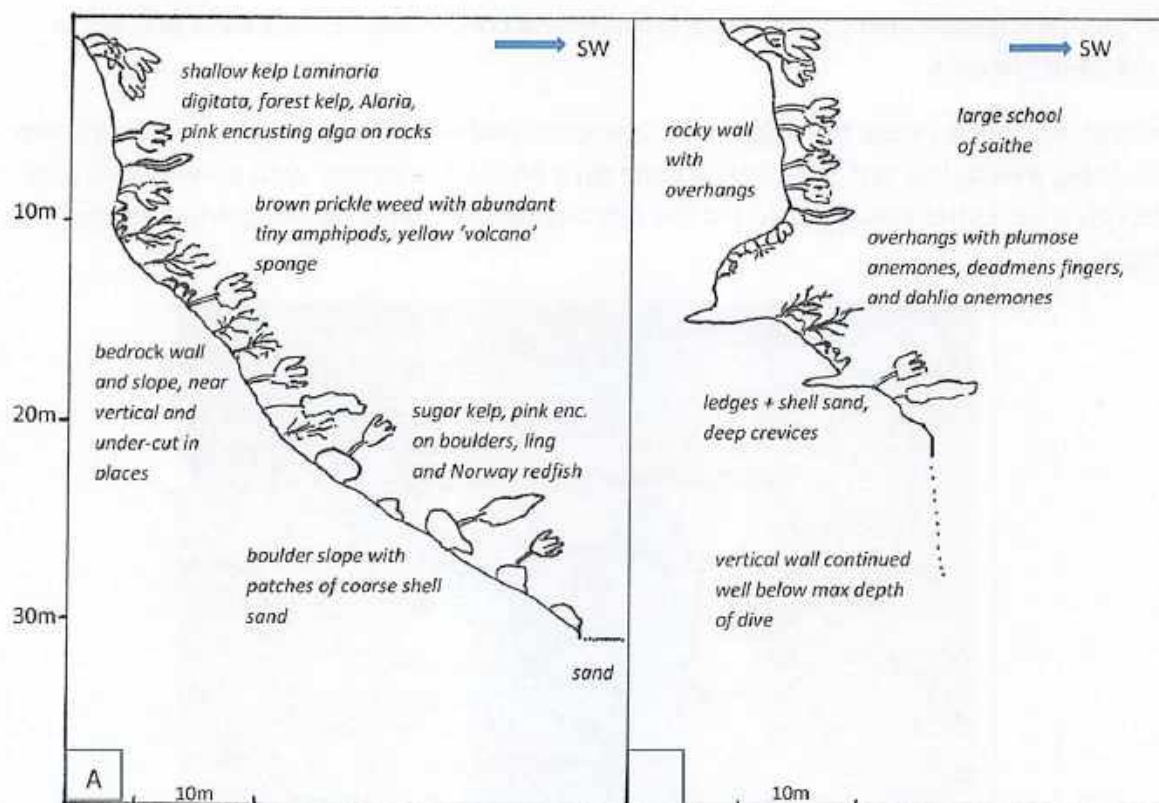 SW
shallow kelp Laminaria
digitata, forest kelp, Alaria,
pink encrusting alga on rocks
10m
brown prickle weed with abundant
tiny amphipods, yellow 'volcano'
sponge
bedrock wall
and slope, near
vertical and
under-cut in
places
20m
sugar kelp, pink enc.
on boulders, ling
and Norway redfish
boulder slope with
patches of coarse shell
sand
30m
sand
A
10m
SW
large school
of saithe
rocky wall
with
overhangs
overhangs with plumose
anemones, deadmens fingers,
and dahlia anemones
ledges + shell sand,
deep crevices
vertical wall continued
well below max depth
of dive
10m